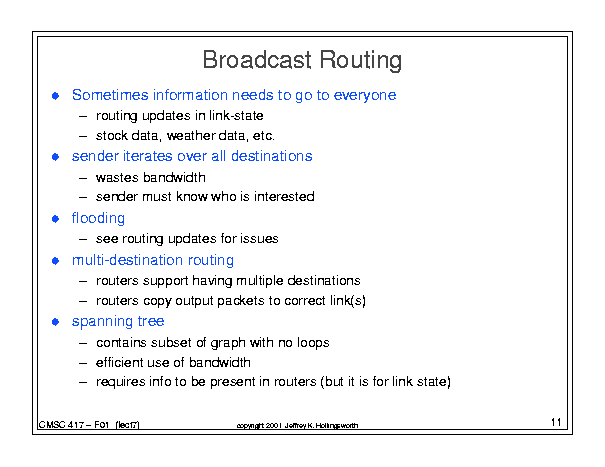 Broadcast Routing
● Sometimes information needs to go to everyone
– routing updates in link-state
– stock data, weather data, etc.
● sender iterates over all destinations
– wastes bandwidth
– sender must know who is interested
● flooding
– see routing updates for issues
● multi-destination routing
– routers support having multiple destinations
– routers copy output packets to correct link(s)
● spanning tree
– contains subset of graph with no loops
– efficient use of bandwidth
– requires info to be present in routers (but it is for link state)
CMSC 417 – F01 (lect7) copyright 2001 Jeffrey K. Hollingsworth 11